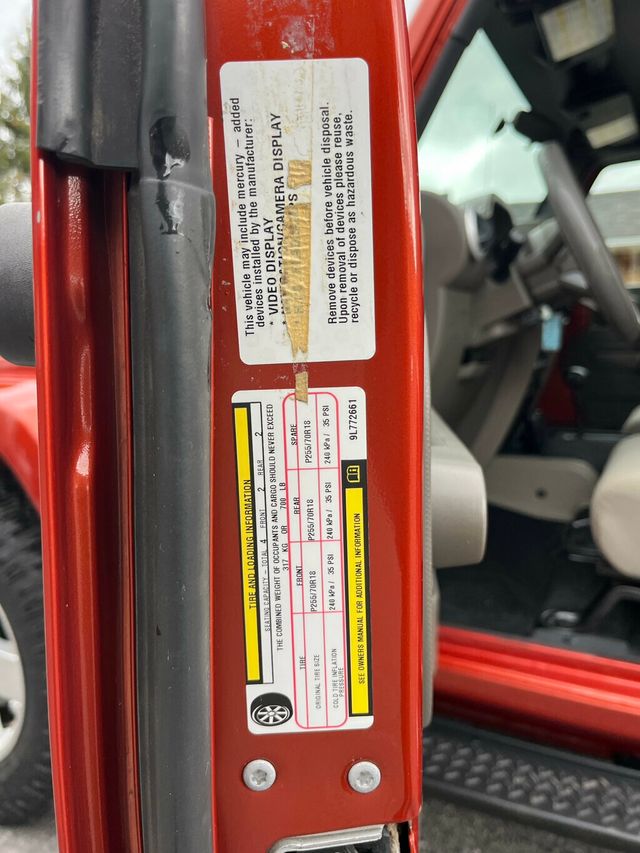 This vehicle may include mercury – added
devices installed by the manufacturer:
* VIDEO DISPLAY
* NAVIGATION/CAMERA DISPLAY
Remove devices before vehicle disposal.
Upon removal of devices please reuse,
recycle or dispose as hazardous waste.
TIRE AND LOADING INFORMATION
SEATING CAPACITY - TOTAL 4 FRONT 2 REAR 2
THE COMBINED WEIGHT OF OCCUPANTS AND CARGO SHOULD NEVER EXCEED
317 KG OR 700 LB
TIRE FRONT REAR SPARE
ORIGINAL TIRE SIZE P255/70R18 P255/70R18 P255/70R18
COLD TIRE INFLATION
PRESSURE 240 kPa / 35 PSI 240 kPa / 35 PSI 240 kPa / 35 PSI
SEE OWNERS MANUAL FOR ADDITIONAL INFORMATION
9L772661